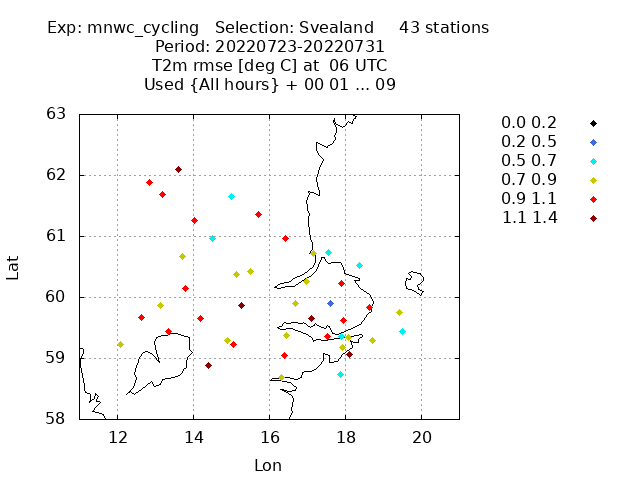 Exp: mnwc_cycling   Selection: Svealand     43 stations
Period: 20220723-20220731
T2m rmse [deg C] at  06 UTC
Used {All hours} + 00 01 ... 09
63
62
61
60
59
58
Lat
12 14 16 18 20
Lon
0.0 0.2
0.2 0.5
0.5 0.7
0.7 0.9
0.9 1.1
1.1 1.4